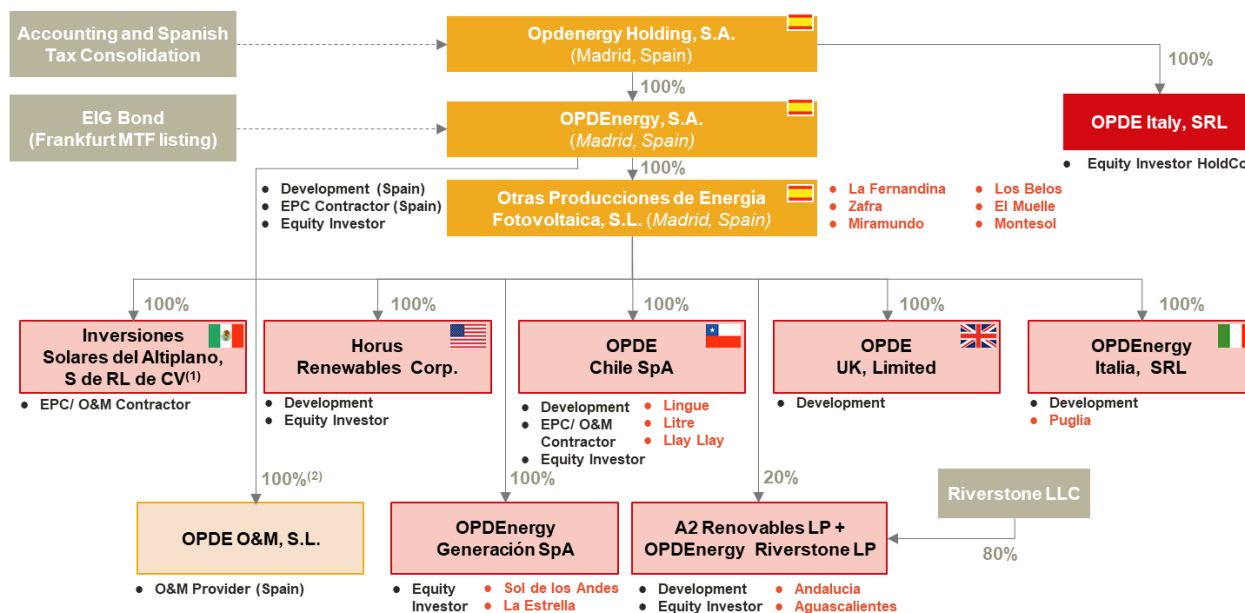 Accounting and Spanish
Tax Consolidation
Opdenergy Holding, S.A.
(Madrid, Spain)
100%
100%
EIG Bond
(Frankfurt MTF listing)
OPDEnergy, S.A.
(Madrid, Spain)
OPDE Italy, SRL
● Equity Investor HoldCo
100%
● Development (Spain)
● EPC Contractor (Spain)
● Equity Investor
Otras Producciones de Energía
Fotovoltaica, S.L. (Madrid, Spain)
● La Fernandina
● Zafra
● Miramundo
● Los Belos
● El Muelle
● Montesol
100%
100%
100%
100%
100%
Inversiones
Solares del Altiplano,
S de RL de CV(1)
● EPC/ O&M Contractor
Horus
Renewables Corp.
● Development
● Equity Investor
OPDE
Chile SpA
● Development
● EPC/ O&M
Contractor
● Equity Investor
● Lingue
● Litre
● Llay Llay
OPDE
UK, Limited
● Development
OPDEnergy
Italia, SRL
● Development
● Puglia
100%(2)
100%
20%
Riverstone LLC
80%
OPDE O&M, S.L.
● O&M Provider (Spain)
OPDEnergy
Generación SpA
● Equity
Investor
● Sol de los Andes
● La Estrella
A2 Renovables LP +
OPDEnergy Riverstone LP
● Development
● Equity Investor
● Andalucia
● Aguascalientes